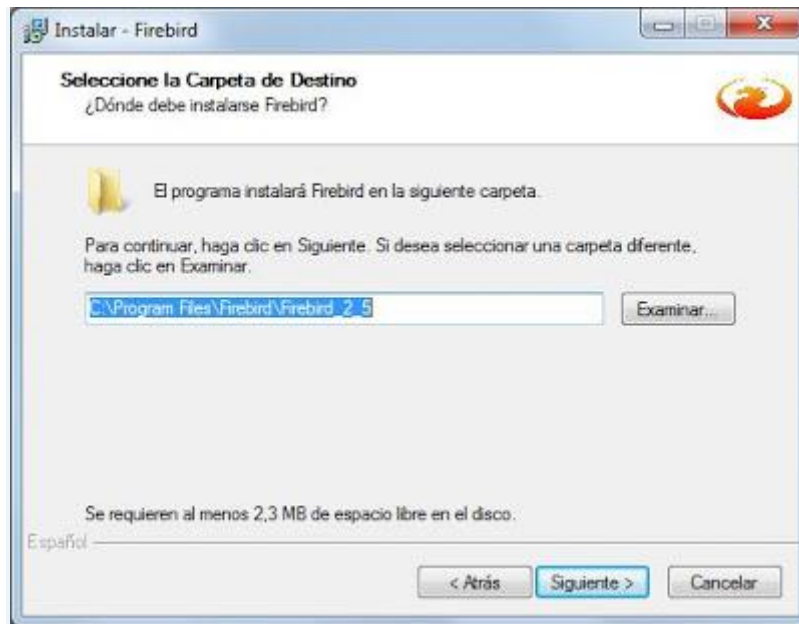 Instalar - Firebird
Seleccione la Carpeta de Destino
¿Dónde debe instalarse Firebird?
El programa instalará Firebird en la siguiente carpeta.
Para continuar, haga clic en Siguiente. Si desea seleccionar una carpeta diferente,
haga clic en Examinar.
C:\Program Files\Firebird\Firebird_2_5
Examinar...
Se requieren al menos 2,3 MB de espacio libre en el disco.
Español
< Atrás
Siguiente >
Cancelar